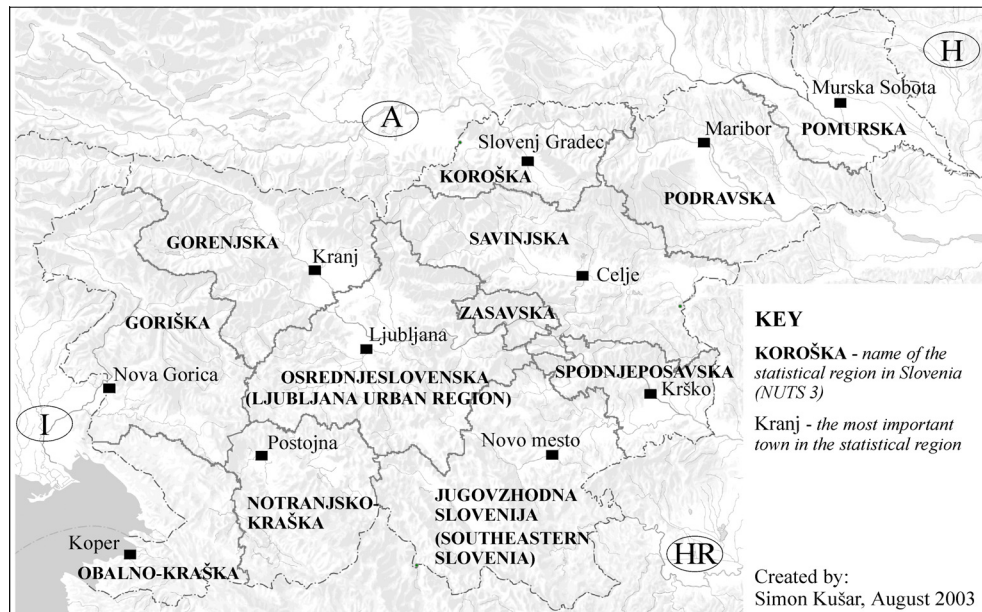 H
A
Murska Sobota
POMURSKA
Slovenj Gradec
Maribor
KOROŠKA
PODRAVSKA
GORENJSKA
SAVINJSKA
Kranj
Celje
GORIŠKA
ZASAVSKA
Ljubljana
Nova Gorica
OSREDNJESLOVENSKA
(LJUBLJANA URBAN REGION)
SPODNJEPOSAVSKA
Krško
I
Postojna
Novo mesto
NOTRANJSKO-
KRAŠKA
JUGOVZHODNA
SLOVENIJA
(SOUTHEASTERN
SLOVENIA)
Koper
OBALNO-KRAŠKA
HR
KEY
KOROŠKA - name of the
statistical region in Slovenia
(NUTS 3)
Kranj - the most important
town in the statistical region
Created by:
Simon Kušar, August 2003